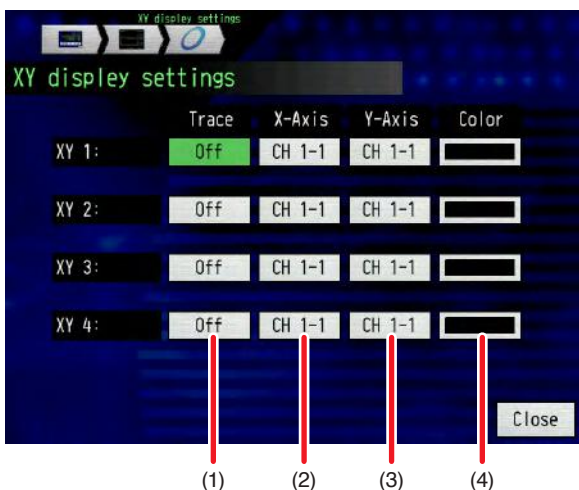 XY display settings
XY display settings
Trace X-Axis Y-Axis Color
XY 1: Off CH 1-1 CH 1-1
XY 2: Off CH 1-1 CH 1-1
XY 3: Off CH 1-1 CH 1-1
XY 4: Off CH 1-1 CH 1-1
Close
(1) (2) (3) (4)